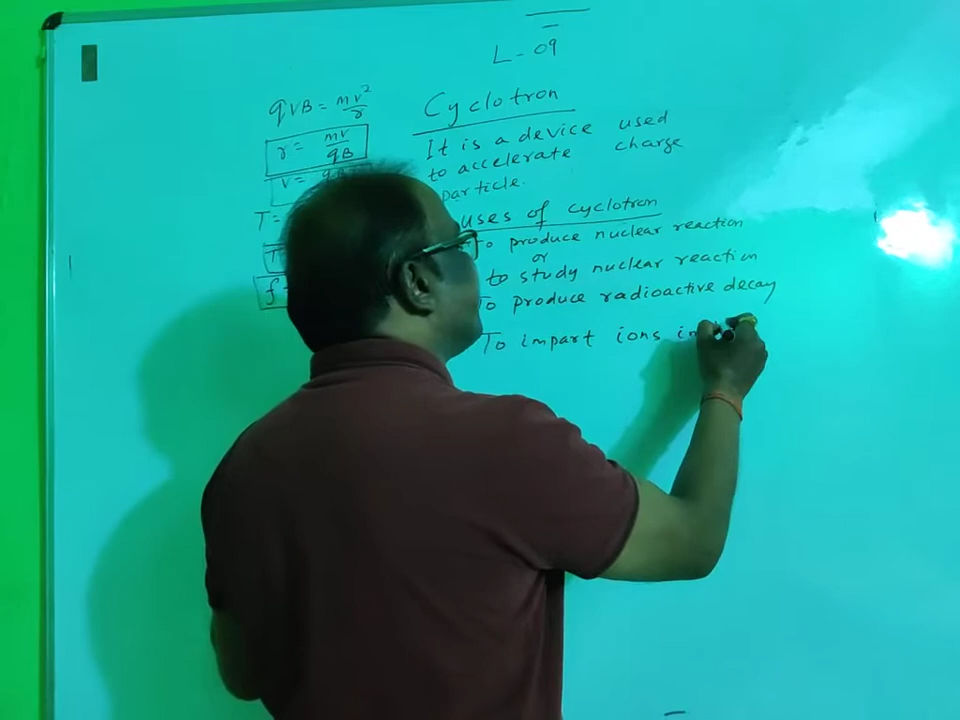 L - 09
qVB = mv²/r
r = mv/qB
v =
T =
f =
Cyclotron
It is a device used
to accelerate charge
particle.
uses of cyclotron
To produce nuclear reaction
or
to study nuclear reaction
To produce radioactive decay
To impart ions in